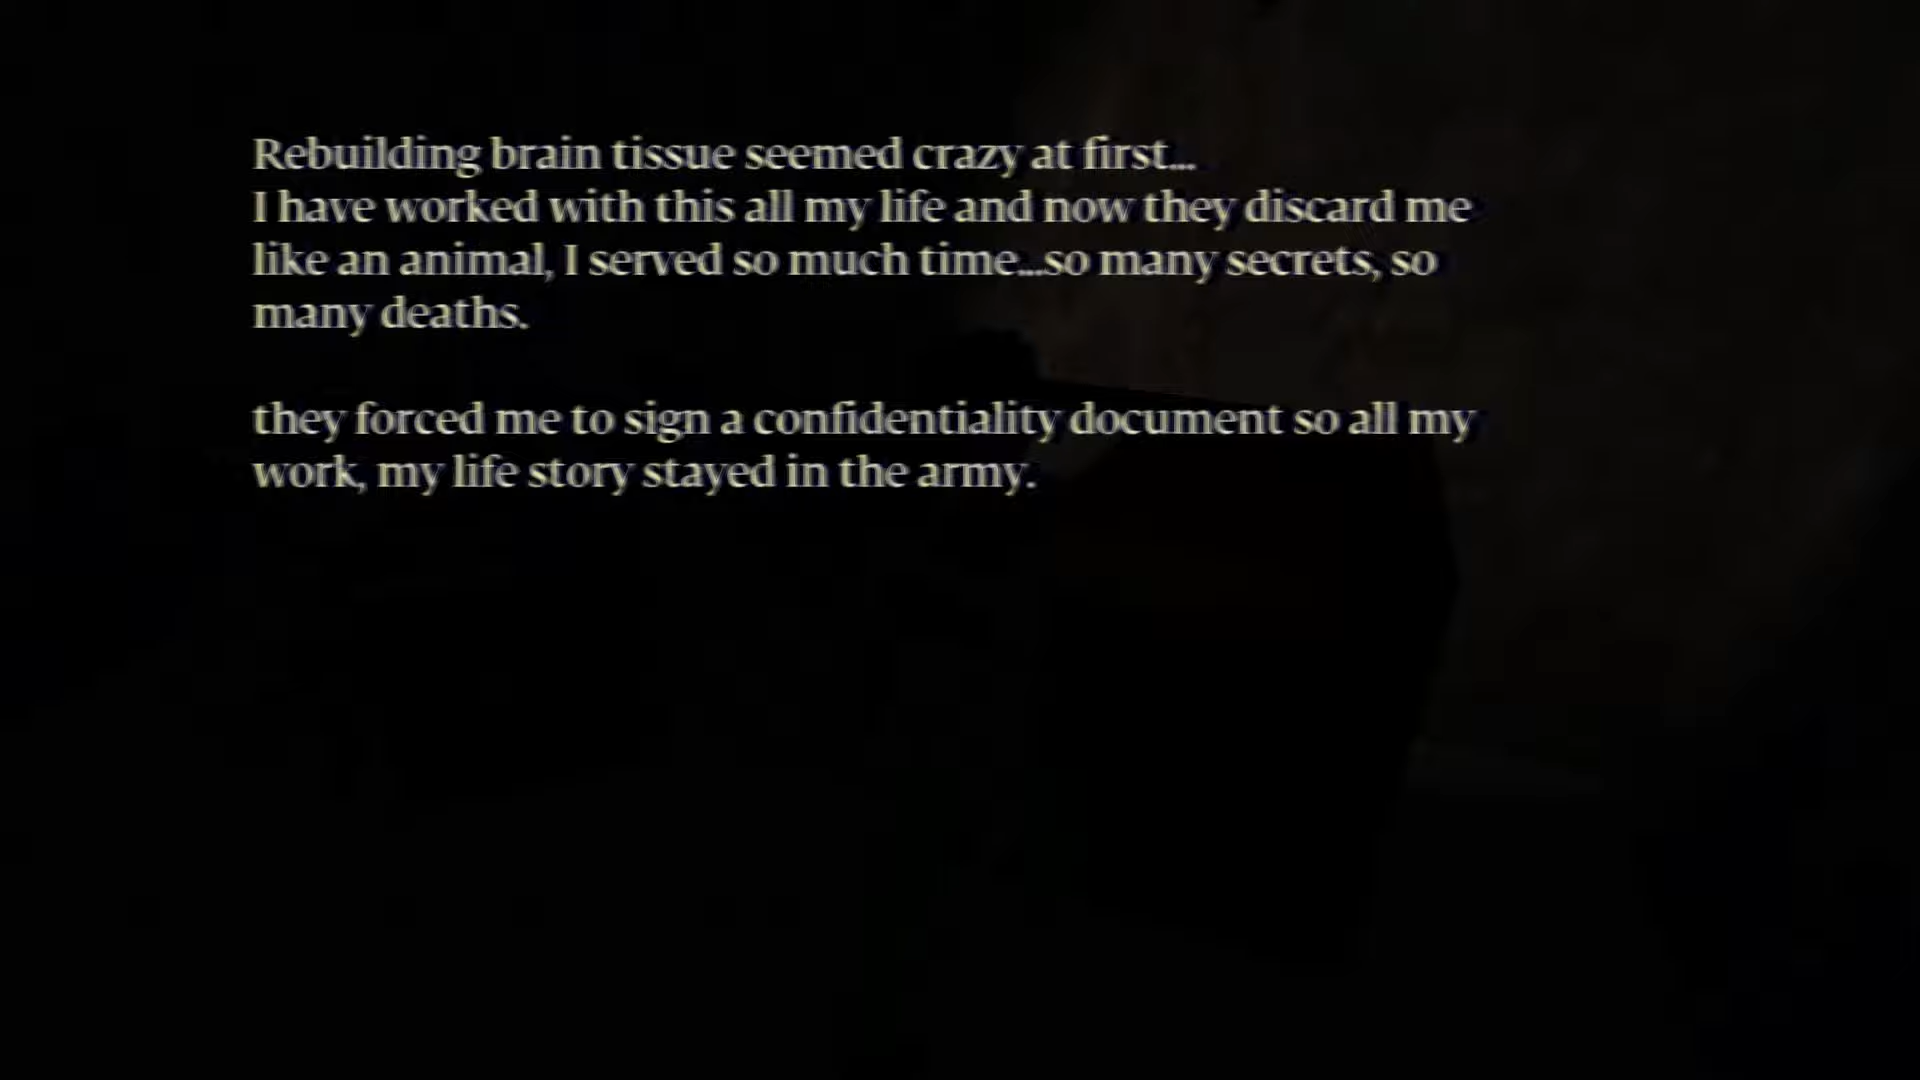 Rebuilding brain tissue seemed crazy at first...
I have worked with this all my life and now they discard me
like an animal, I served so much time...so many secrets, so
many deaths.
they forced me to sign a confidentiality document so all my
work, my life story stayed in the army.